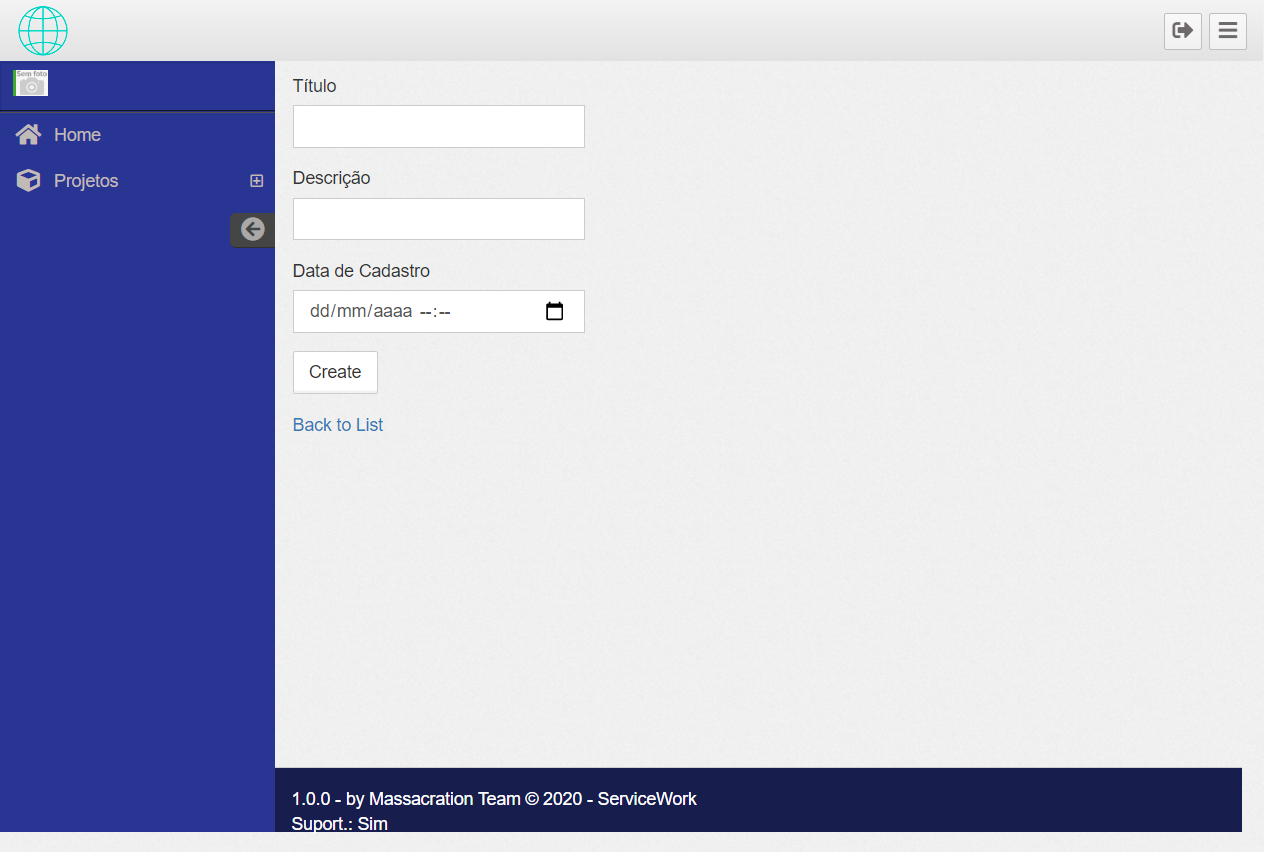 Sem foto
Home
Projetos
Título
Descrição
Data de Cadastro
dd/mm/aaaa --:--
Create
Back to List
1.0.0 - by Massacration Team © 2020 - ServiceWork
Suport.: Sim